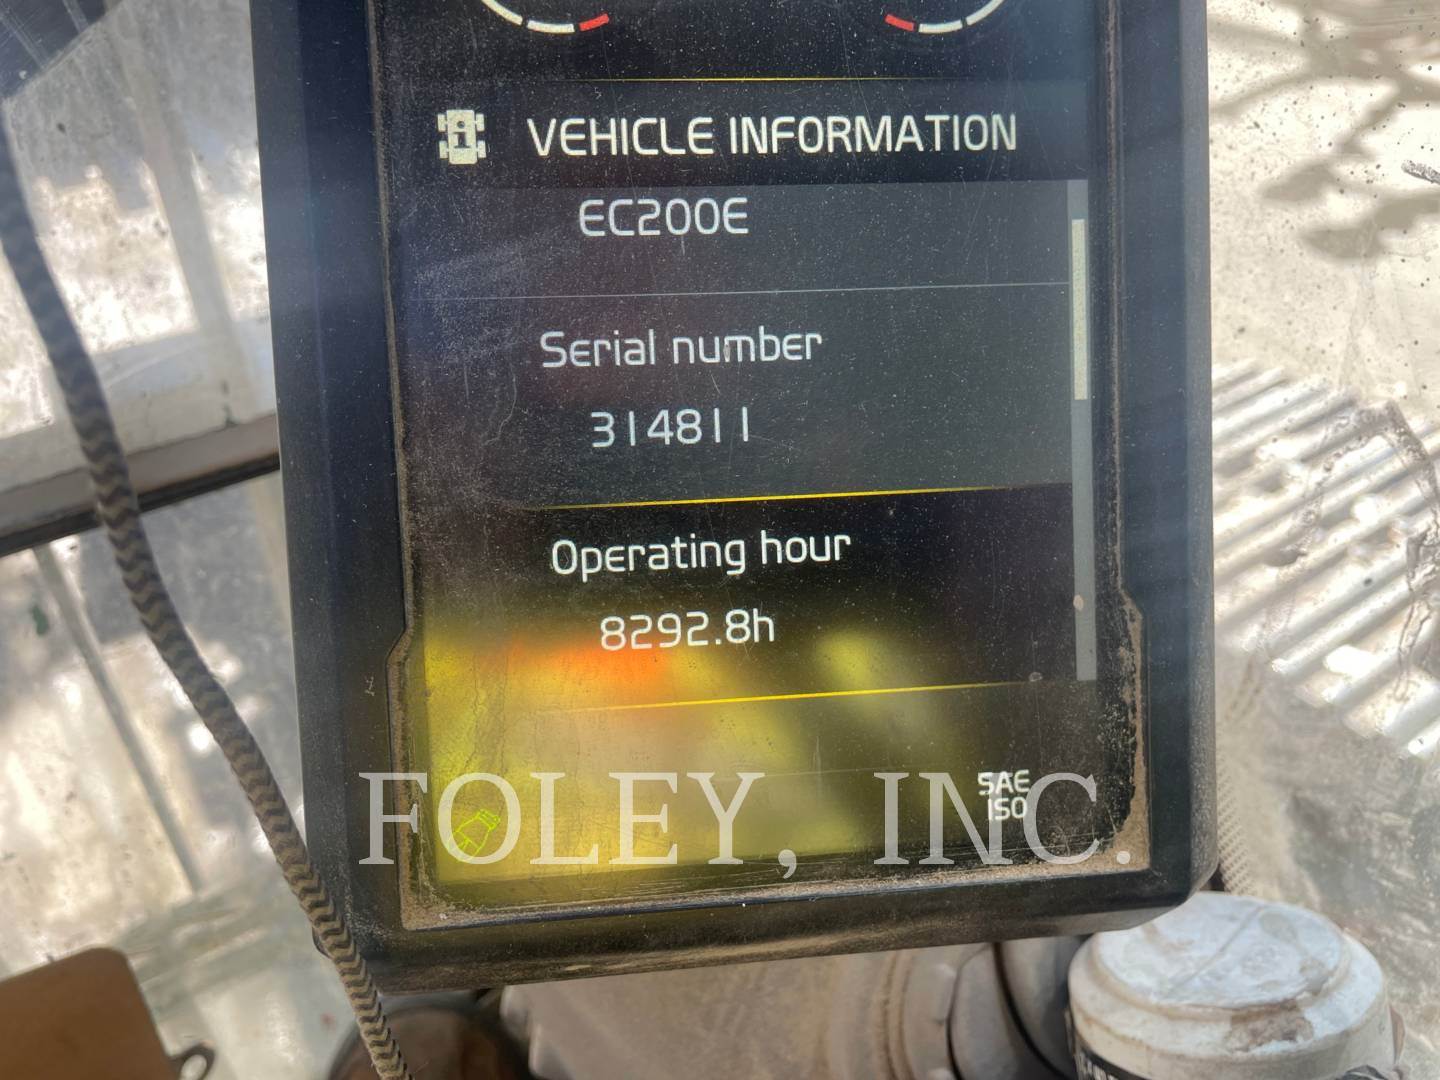 VEHICLE INFORMATION
EC200E
Serial number
314811
Operating hour
8292.8h
SAE
ISO
FOLEY, INC.